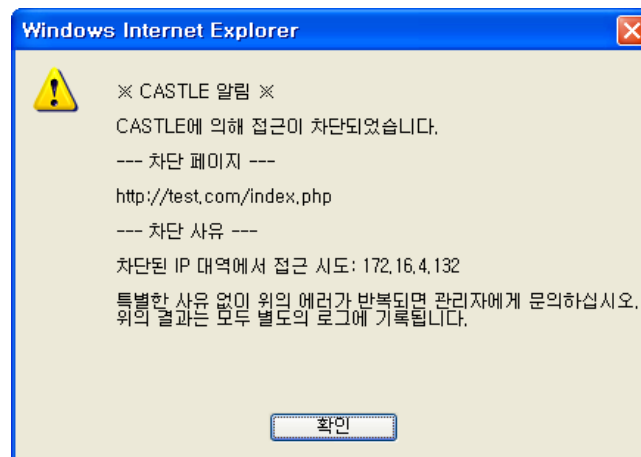 Windows Internet Explorer
※ CASTLE 알림 ※
CASTLE에 의해 접근이 차단되었습니다.
--- 차단 페이지 ---
http://test.com/index.php
--- 차단 사유 ---
차단된 IP 대역에서 접근 시도: 172.16.4.132
특별한 사유 없이 위의 에러가 반복되면 관리자에게 문의하십시오.
위의 결과는 모두 별도의 로그에 기록됩니다.
확인